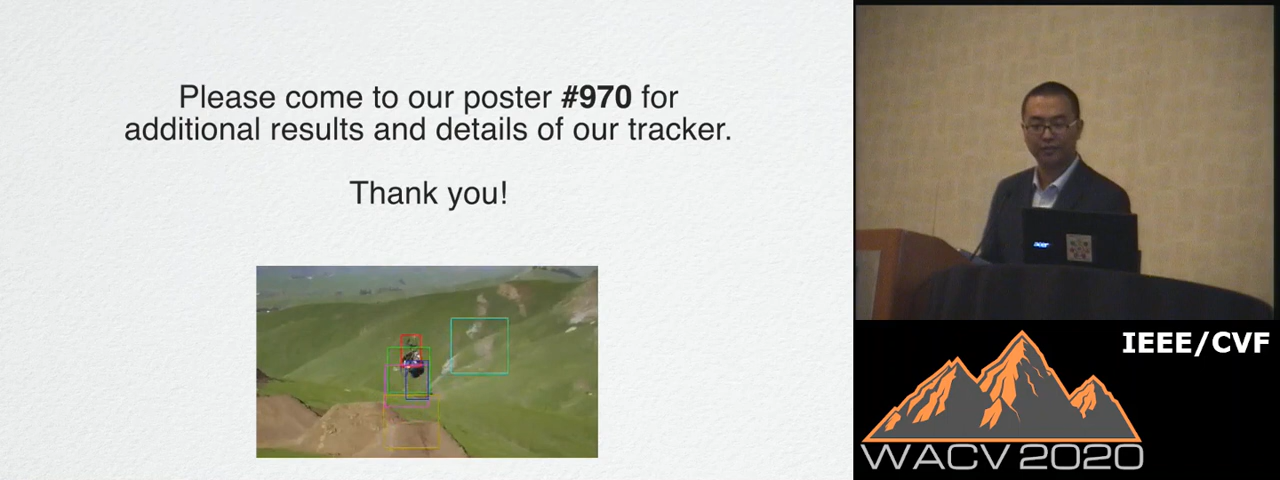 Please come to our poster #970 for
additional results and details of our tracker.
Thank you!
acer
IEEE/CVF
WACV 2020